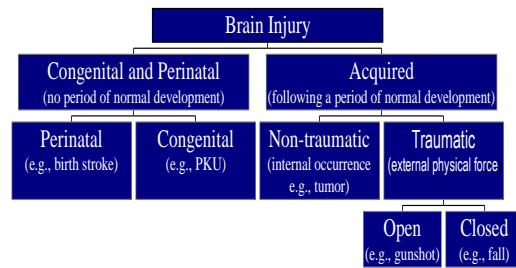 Brain Injury
Congenital and Perinatal
(no period of normal development)
Acquired
(following a period of normal development)
Perinatal
(e.g., birth stroke)
Congenital
(e.g., PKU)
Non-traumatic
(internal occurrence
e.g., tumor)
Traumatic
(external physical force
Open
(e.g., gunshot)
Closed
(e.g., fall)